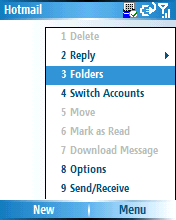 Hotmail
1 Delete
2 Reply
3 Folders
4 Switch Accounts
5 Move
6 Mark as Read
7 Download Message
8 Options
9 Send/Receive
New Menu